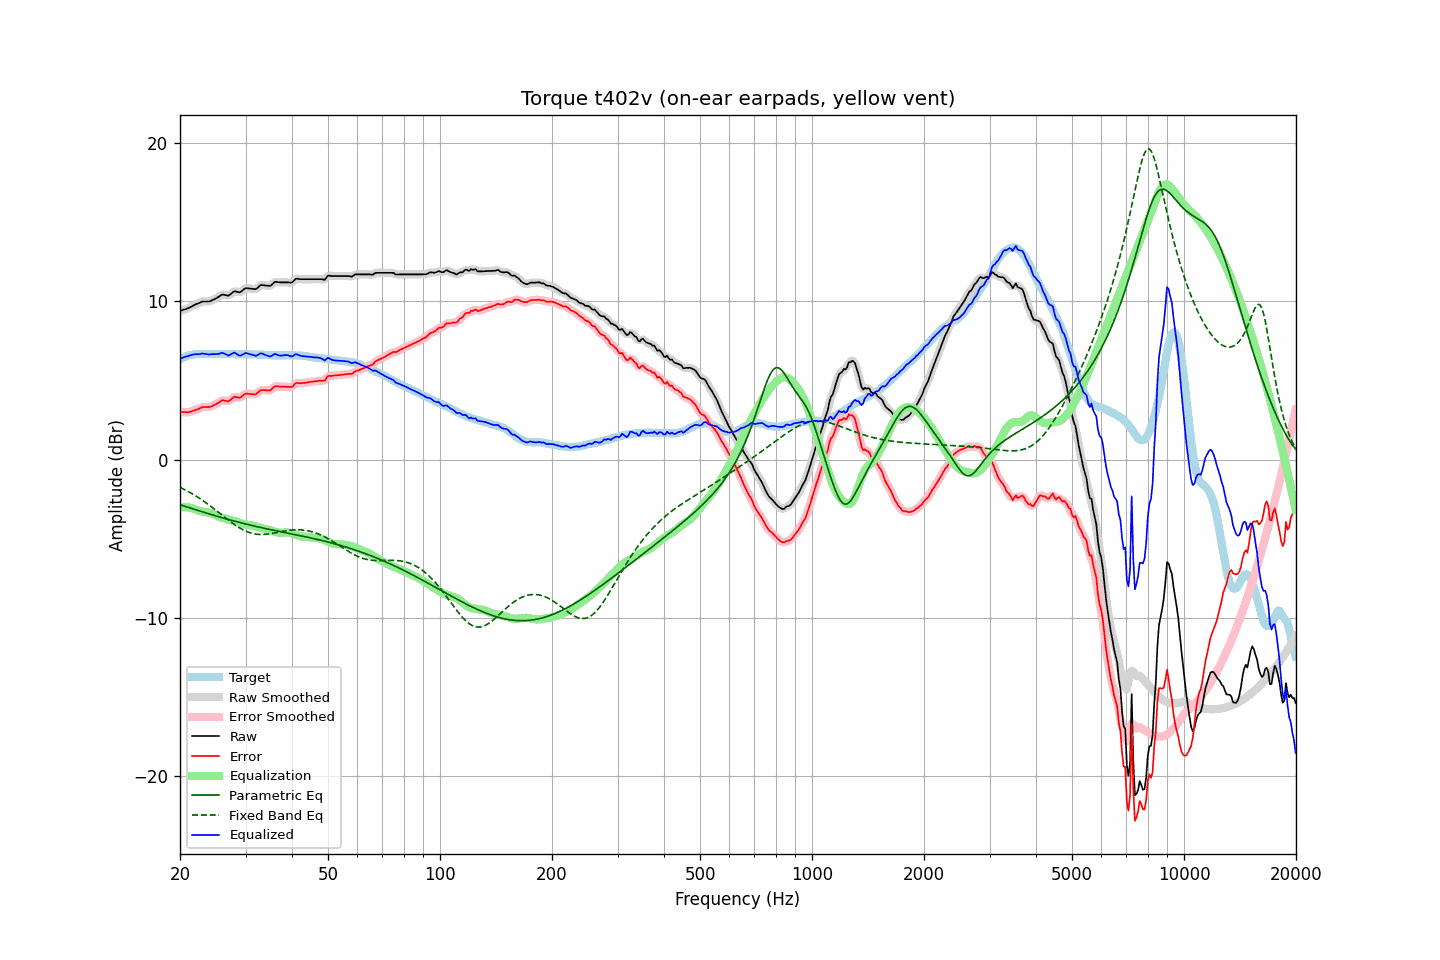 Torque t402v (on-ear earpads, yellow vent)
Amplitude (dBr)
20
10
0
−10
−20
Target
Raw Smoothed
Error Smoothed
Raw
Error
Equalization
Parametric Eq
Fixed Band Eq
Equalized
20 50 100 200 500 1000 2000 5000 10000 20000
Frequency (Hz)